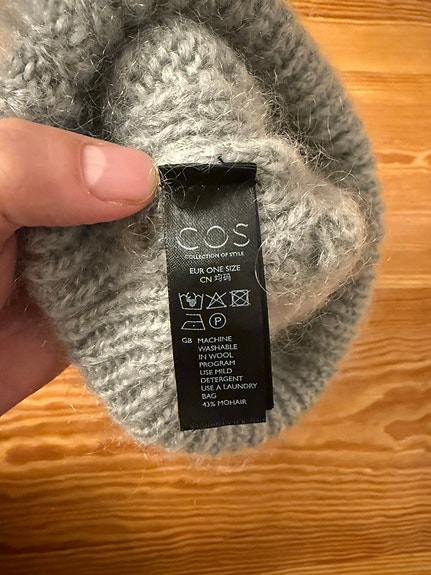 COS
COLLECTION OF STYLE
EUR ONE SIZE
CN 均码
P
GB MACHINE
WASHABLE
IN WOOL
PROGRAM
USE MILD
DETERGENT
USE A LAUNDRY
BAG
43% MOHAIR